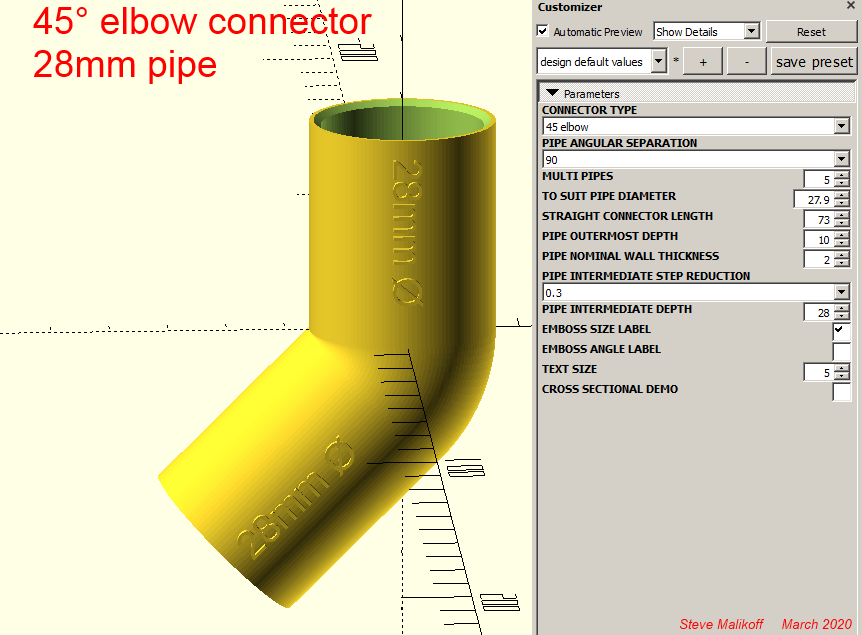 45° elbow connector
28mm pipe
28mm Ø
28mm Ø
Customizer
Automatic Preview
Show Details
Reset
design default values
*
+
-
save preset
Parameters
CONNECTOR TYPE
45 elbow
PIPE ANGULAR SEPARATION
90
MULTI PIPES 5
TO SUIT PIPE DIAMETER 27.9
STRAIGHT CONNECTOR LENGTH 73
PIPE OUTERMOST DEPTH 10
PIPE NOMINAL WALL THICKNESS 2
PIPE INTERMEDIATE STEP REDUCTION
0.3
PIPE INTERMEDIATE DEPTH 28
EMBOSS SIZE LABEL
EMBOSS ANGLE LABEL
TEXT SIZE 5
CROSS SECTIONAL DEMO
Steve Malikoff March 2020